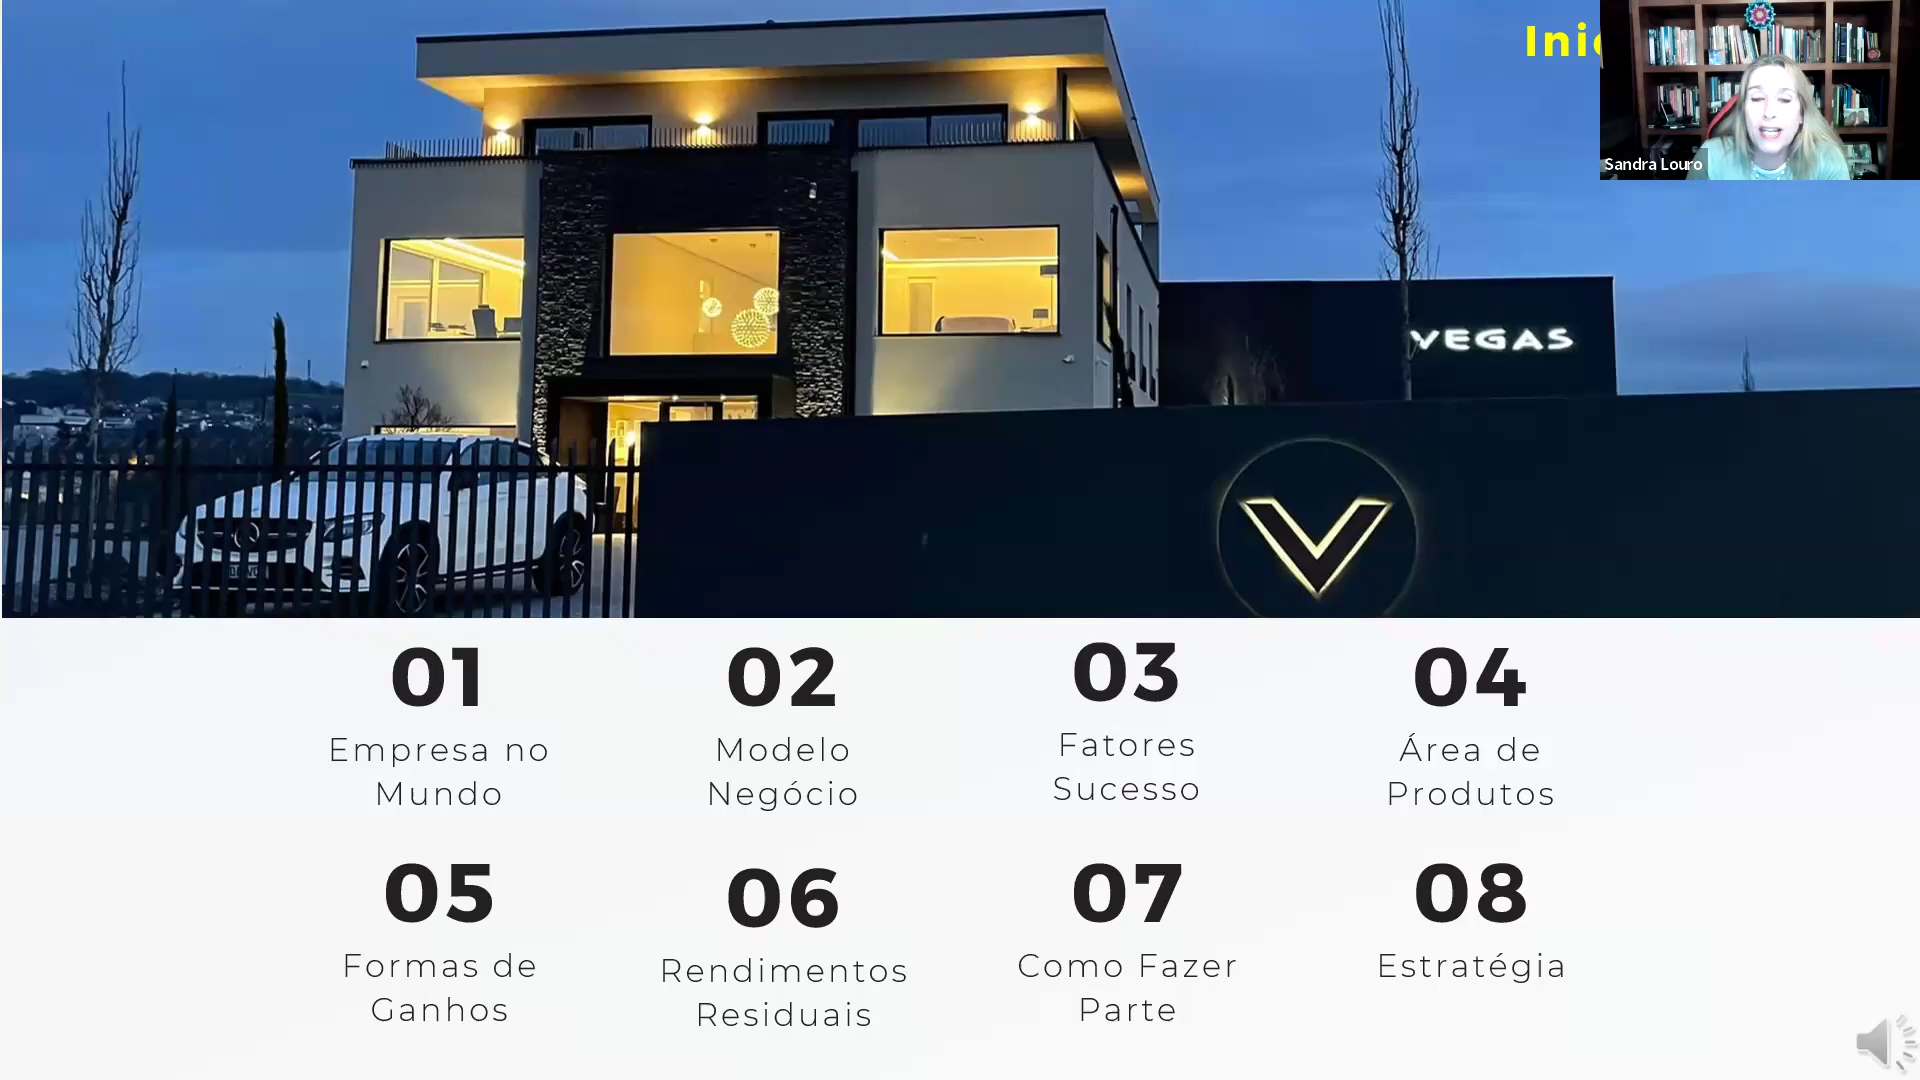 Sandra Louro
VEGAS
01
Empresa no
Mundo
02
Modelo
Negócio
03
Fatores
Sucesso
04
Área de
Produtos
05
Formas de
Ganhos
06
Rendimentos
Residuais
07
Como Fazer
Parte
08
Estratégia